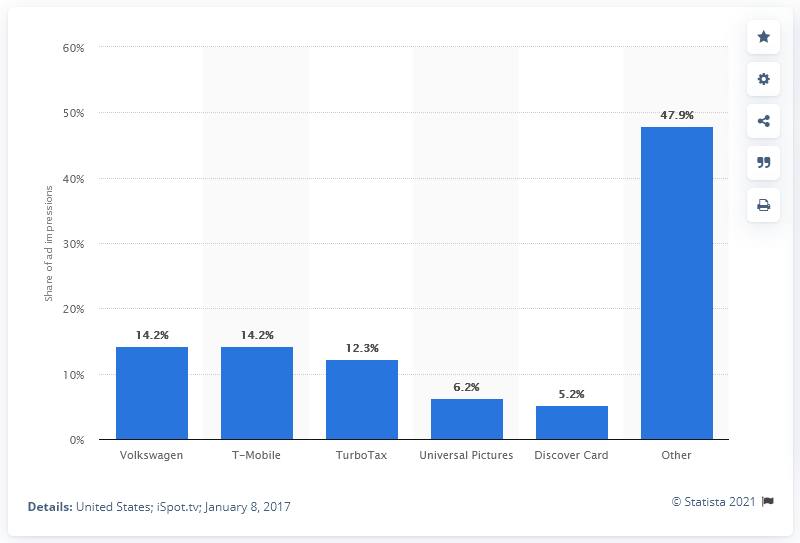 60%
50%
40%
30%
20%
10%
0%
Share of ad impressions
14.2%
14.2%
12.3%
6.2%
5.2%
47.9%
Volkswagen
T-Mobile
TurboTax
Universal Pictures
Discover Card
Other
Details: United States; iSpot.tv; January 8, 2017
© Statista 2021